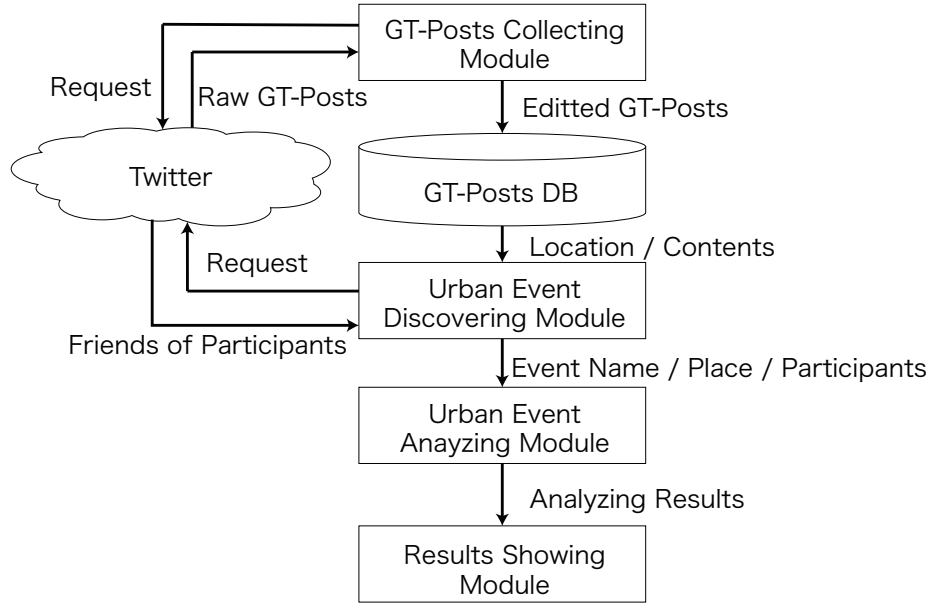 GT-Posts Collecting
Module
Request
Raw GT-Posts
Editted GT-Posts
Twitter
GT-Posts DB
Location / Contents
Request
Urban Event
Discovering Module
Friends of Participants
Event Name / Place / Participants
Urban Event
Anayzing Module
Analyzing Results
Results Showing
Module